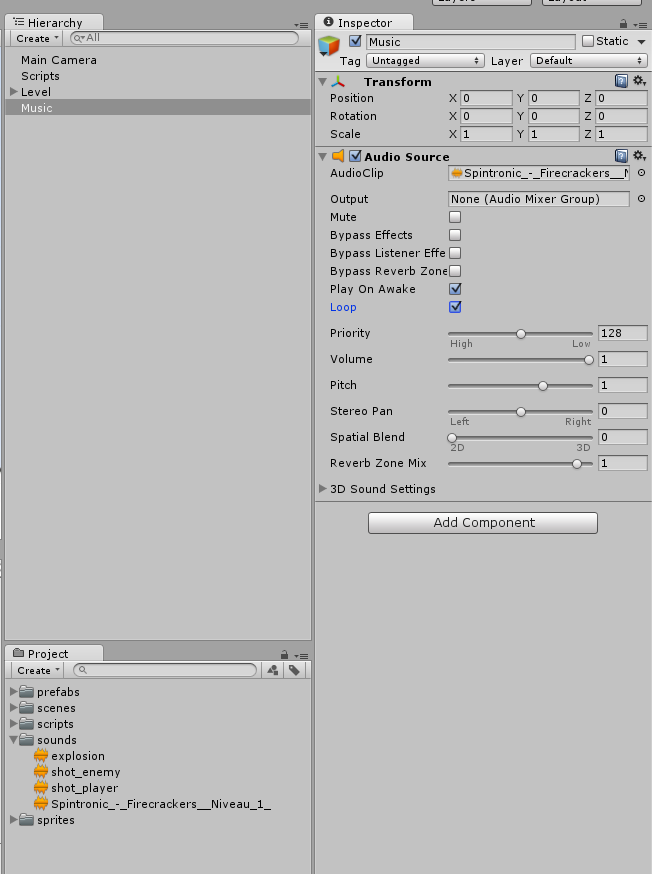 Hierarchy
Create
All
Main Camera
Scripts
Level
Music
Inspector
Music
Static
Tag Untagged Layer Default
Transform
Position X 0 Y 0 Z 0
Rotation X 0 Y 0 Z 0
Scale X 1 Y 1 Z 1
Audio Source
AudioClip Spintronic_-_Firecrackers__
Output None (Audio Mixer Group)
Mute
Bypass Effects
Bypass Listener Effe
Bypass Reverb Zone
Play On Awake
Loop
Priority 128
High Low
Volume 1
Pitch 1
Stereo Pan 0
Left Right
Spatial Blend 0
2D 3D
Reverb Zone Mix 1
3D Sound Settings
Add Component
Project
Create
prefabs
scenes
scripts
sounds
explosion
shot_enemy
shot_player
Spintronic_-_Firecrackers__Niveau_1_
sprites